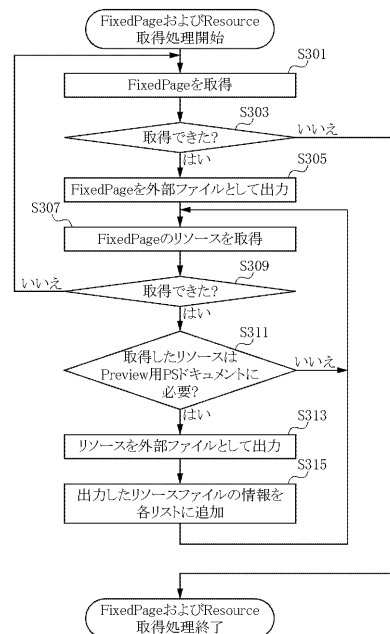 FixedPageおよびResource
取得処理開始
S301
FixedPageを取得
S303
取得できた?
いいえ
はい
S305
FixedPageを外部ファイルとして出力
S307
FixedPageのリソースを取得
S309
いいえ
取得できた?
はい
S311
取得したリソースは
Preview用PSドキュメントに
必要?
いいえ
はい
S313
リソースを外部ファイルとして出力
S315
出力したリソースファイルの情報を
各リストに追加
FixedPageおよびResource
取得処理終了